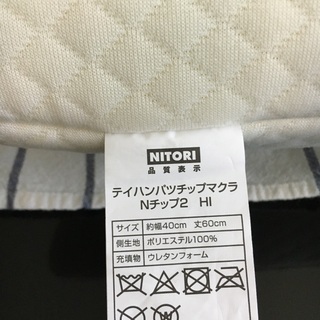 NITORI
品質表示
テイハンパツチップマクラ
Nチップ2 HI
サイズ 約幅40cm 丈60cm
側生地 ポリエステル100%
充填物 ウレタンフォーム